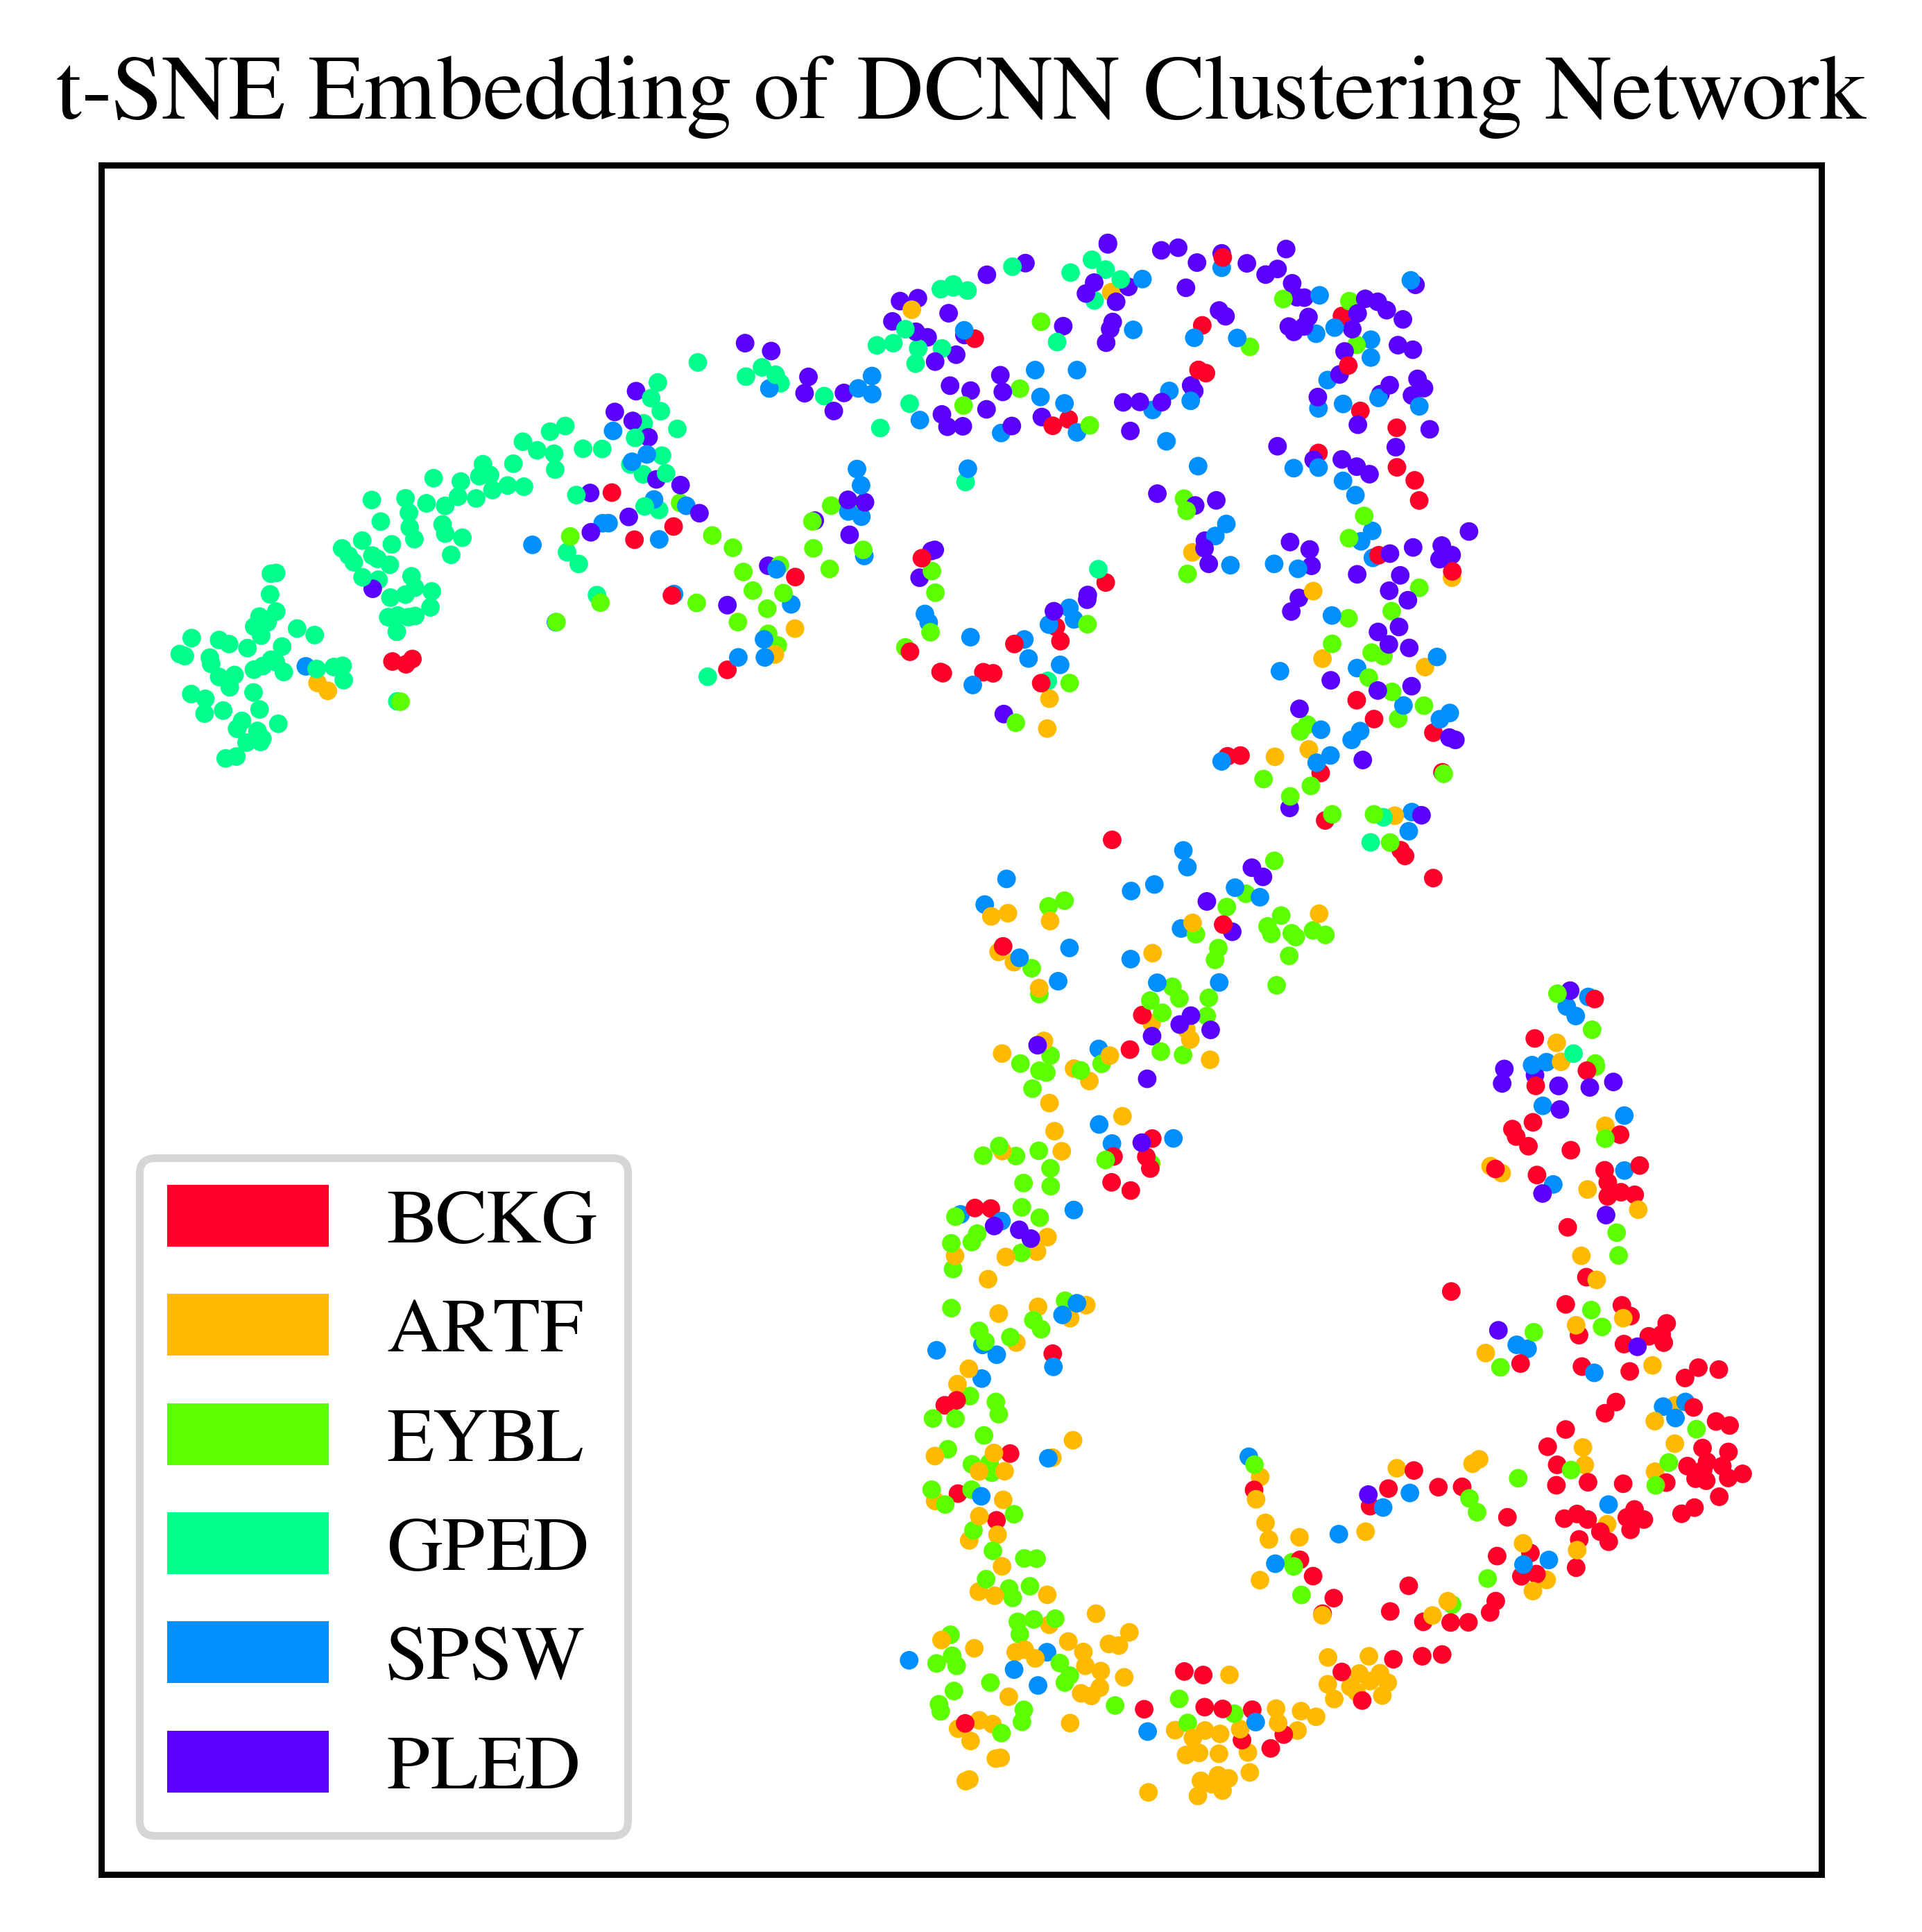 t-SNE Embedding of DCNN Clustering Network
BCKG
ARTF
EYBL
GPED
SPSW
PLED